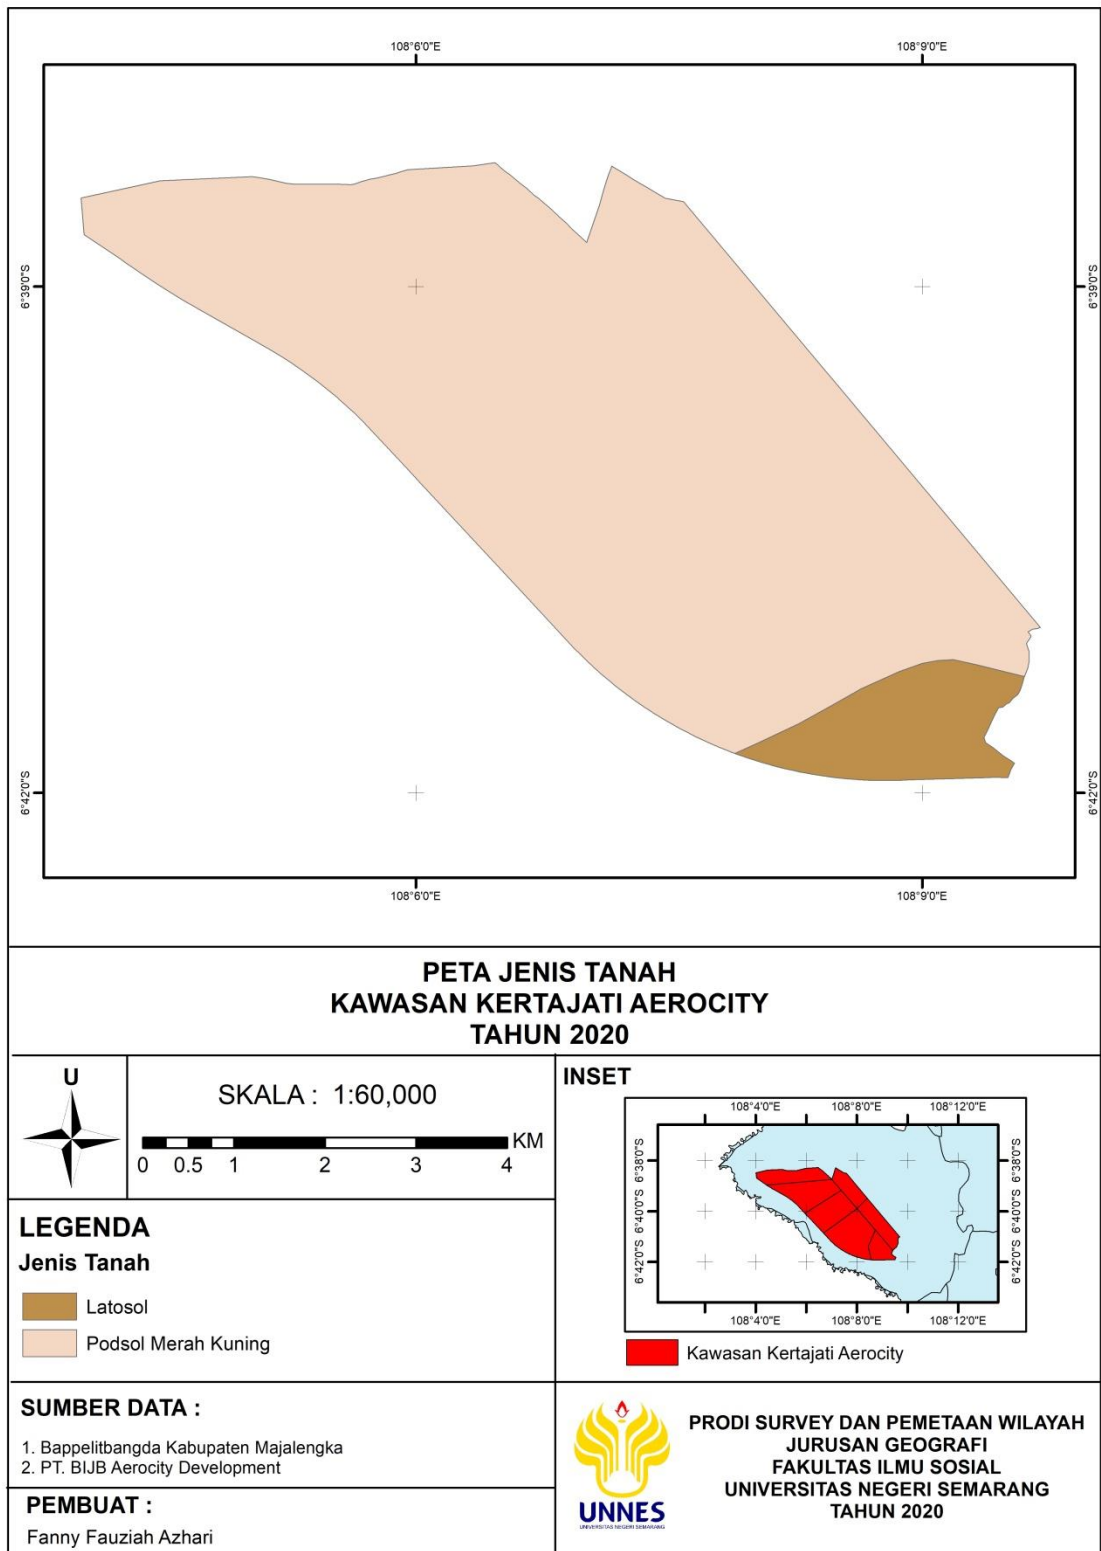 108°6'0"E
108°9'0"E
6°39'0"S
6°39'0"S
6°42'0"S
6°42'0"S
108°6'0"E
108°9'0"E
PETA JENIS TANAH
KAWASAN KERTAJATI AEROCITY
TAHUN 2020
U
SKALA : 1:60,000
KM
0 0.5 1 2 3 4
LEGENDA
Jenis Tanah
Latosol
Podsol Merah Kuning
INSET
108°4'0"E
108°8'0"E
108°12'0"E
6°38'0"S
6°38'0"S
6°40'0"S
6°40'0"S
6°42'0"S
6°42'0"S
108°4'0"E
108°8'0"E
108°12'0"E
Kawasan Kertajati Aerocity
SUMBER DATA :
1. Bappelitbangda Kabupaten Majalengka
2. PT. BIJB Aerocity Development
PEMBUAT :
Fanny Fauziah Azhari
UNNES
UNIVERSITAS NEGERI SEMARANG
PRODI SURVEY DAN PEMETAAN WILAYAH
JURUSAN GEOGRAFI
FAKULTAS ILMU SOSIAL
UNIVERSITAS NEGERI SEMARANG
TAHUN 2020